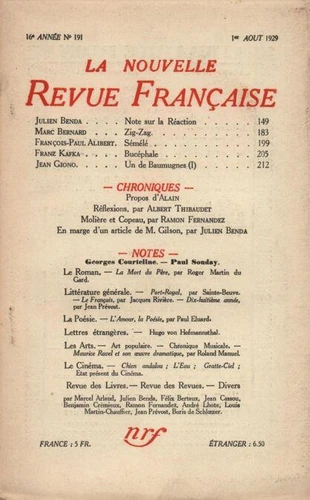 16e ANNÉE No 191 1er AOUT 1929
LA NOUVELLE
REVUE FRANÇAISE
JULIEN BENDA . . . . Note sur la Réaction . . . . . . 149
MARC BERNARD . . . . Zig-Zag. . . . . . . . . . 183
FRANÇOIS-PAUL ALIBERT. Sémélé . . . . . . . . . 199
FRANZ KAFKA. . . . . Bucéphale . . . . . . . . 205
JEAN GIONO. . . . . Un de Baumugnes (I) . . . . . 212
— CHRONIQUES —
Propos d'ALAIN
Réflexions, par ALBERT THIBAUDET
Molière et Copeau, par RAMON FERNANDEZ
En marge d'un article de M. Gilson, par JULIEN BENDA
— NOTES —
Georges Courteline. — Paul Souday.
Le Roman. — La Mort du Père, par Roger Martin du
Gard.
Littérature générale. — Port-Royal, par Sainte-Beuve.
— Le Français, par Jacques Rivière. — Dix-huitième année,
par Jean Prévost.
La Poésie. — L'Amour, la Poésie, par Paul Eluard.
Lettres étrangères. — Hugo von Hofmannsthal.
Les Arts. — Art populaire. — Chronique Musicale. —
Maurice Ravel et son œuvre dramatique, par Roland Manuel.
Le Cinéma. — Chien andalou ; L'Eau ; Gratte-Ciel ;
Etat présent du Cinéma.
Revue des Livres. — Revue des Revues. — Divers
par Marcel Arland, Julien Benda, Félix Berteux, Jean Cassou,
Benjamin Crémieux, Ramon Fernandez, André Lhote, Louis
Martin-Chauffier, Jean Prévost, Boris de Schlœzer.
FRANCE : 5 FR. nrf ÉTRANGER : 6.50